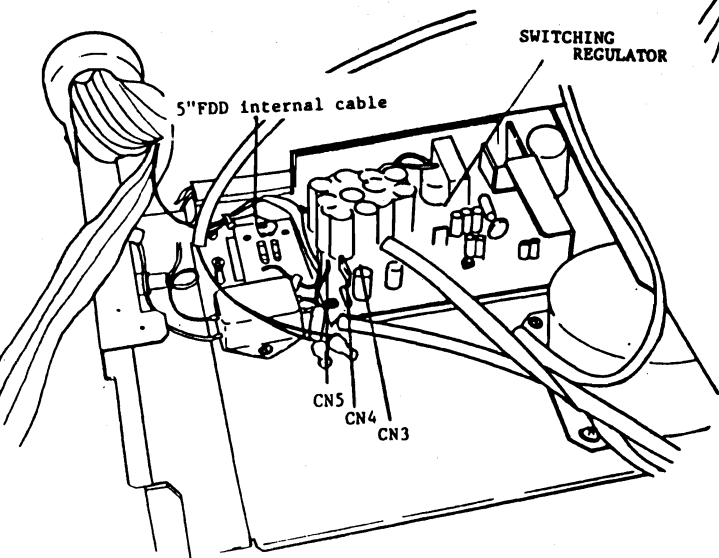 SWITCHING
REGULATOR
5"FDD internal cable
CN5
CN4
CN3